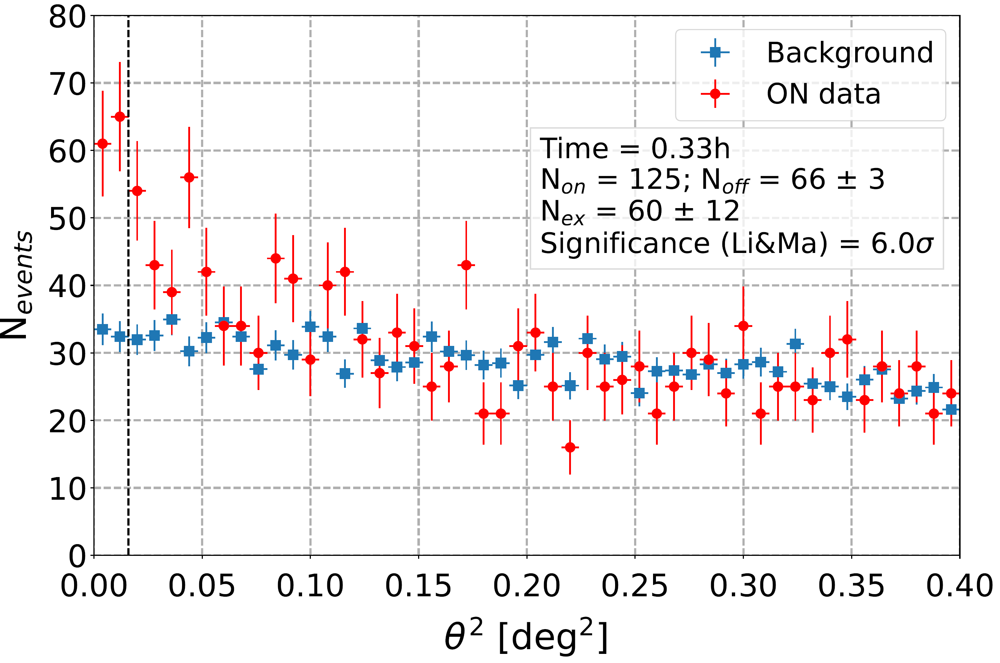 80
70
60
50
40
30
20
10
0
N_events
Background
ON data
Time = 0.33h
N_on = 125; N_off = 66 ± 3
N_ex = 60 ± 12
Significance (Li&Ma) = 6.0σ
0.00 0.05 0.10 0.15 0.20 0.25 0.30 0.35 0.40
θ² [deg²]